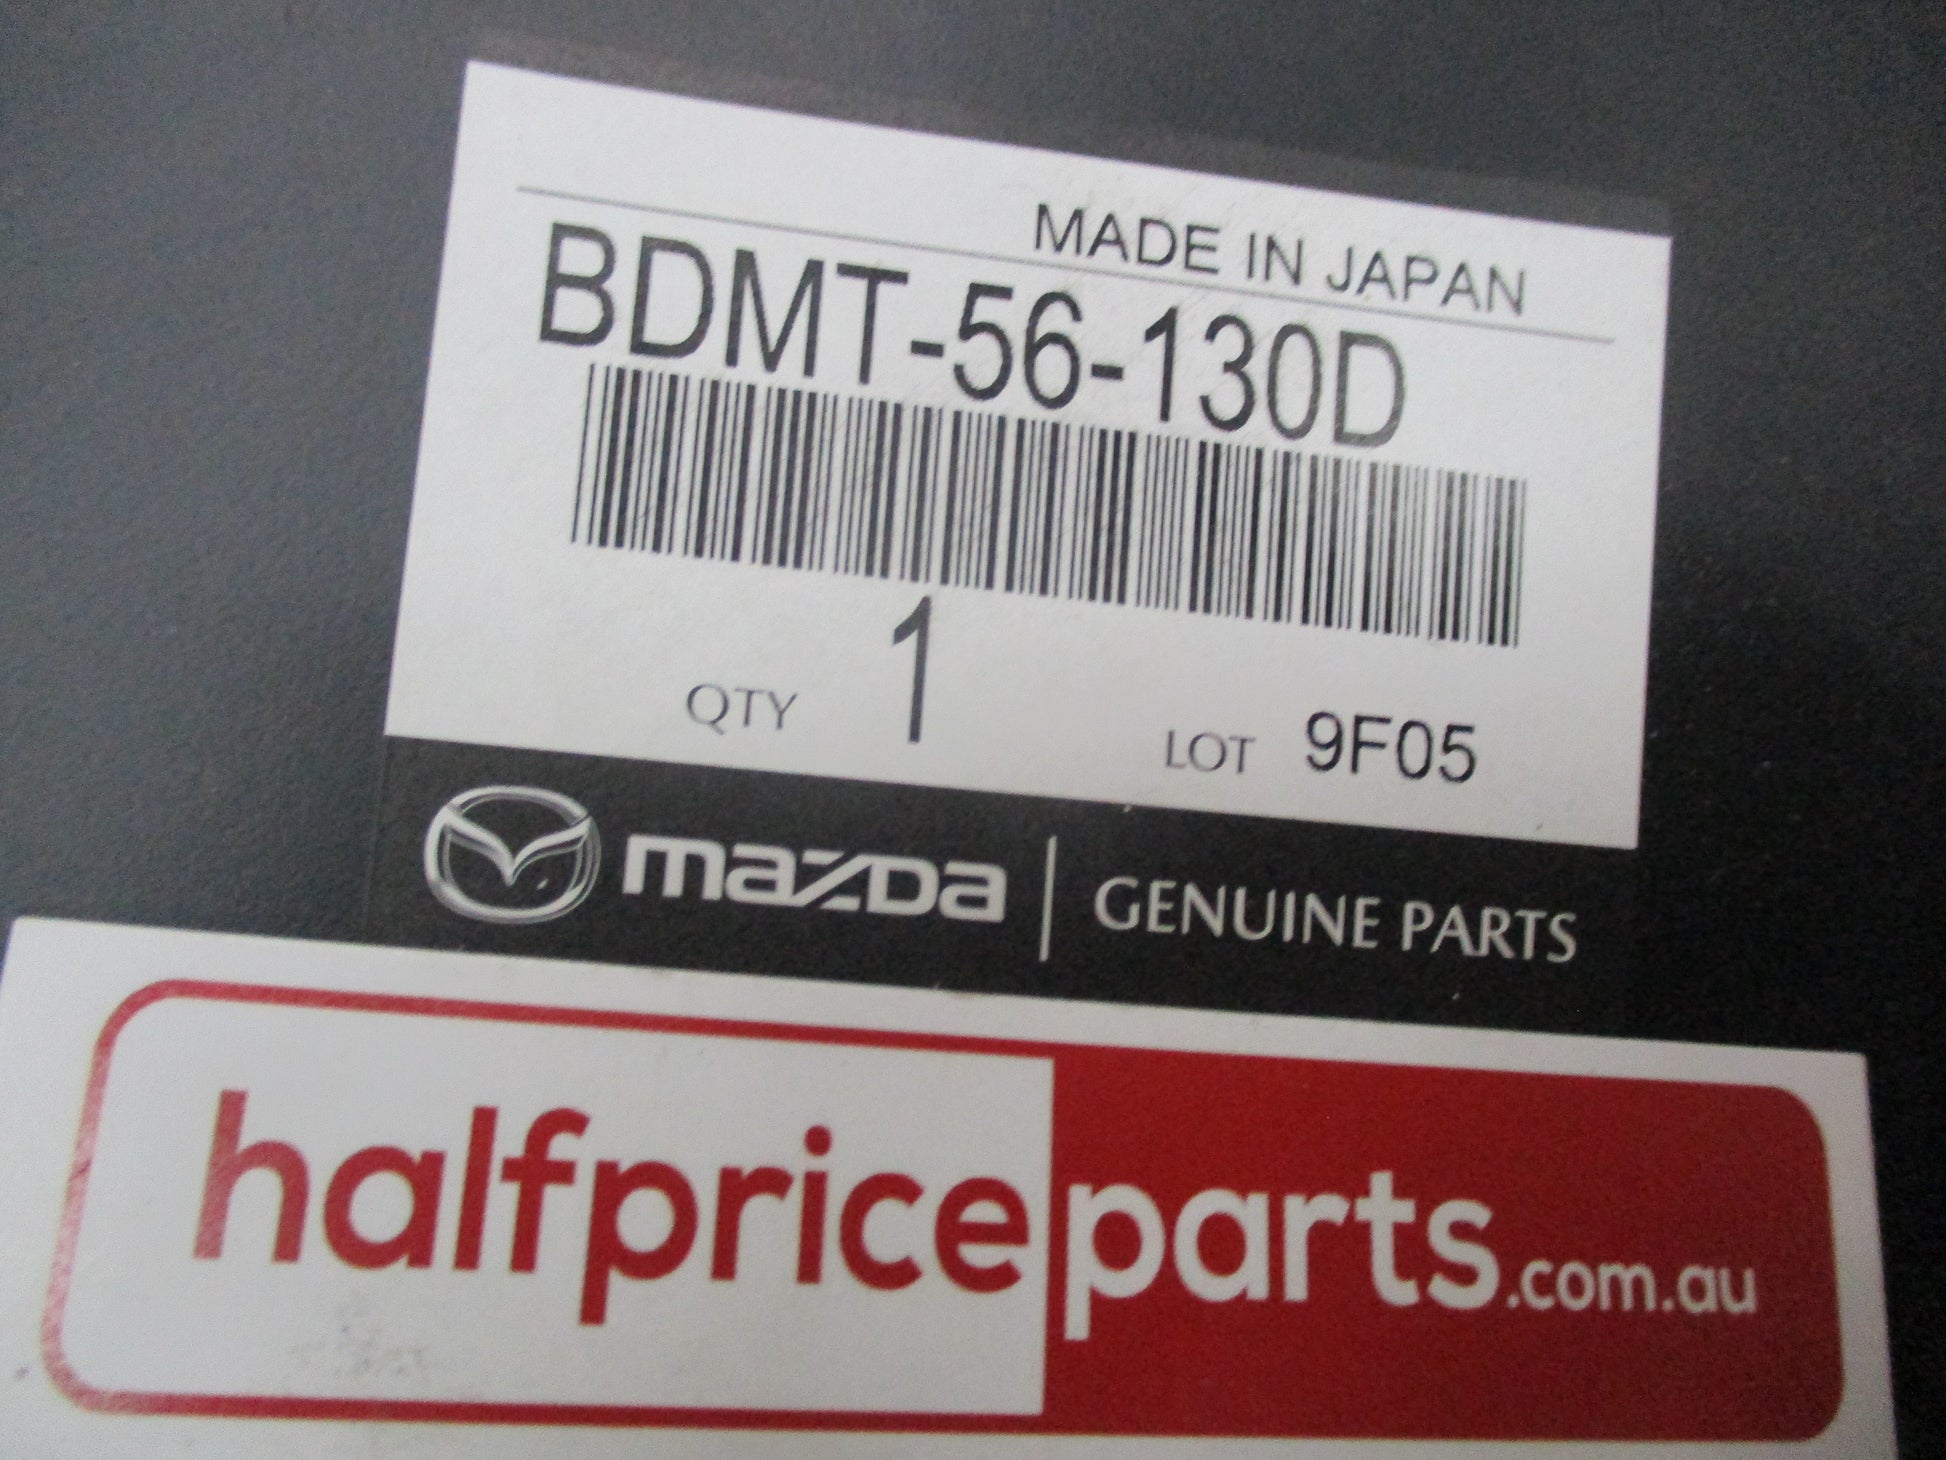 MADE IN JAPAN
BDMT-56-130D
QTY 1 LOT 9F05
mazda | GENUINE PARTS
halfpriceparts.com.au